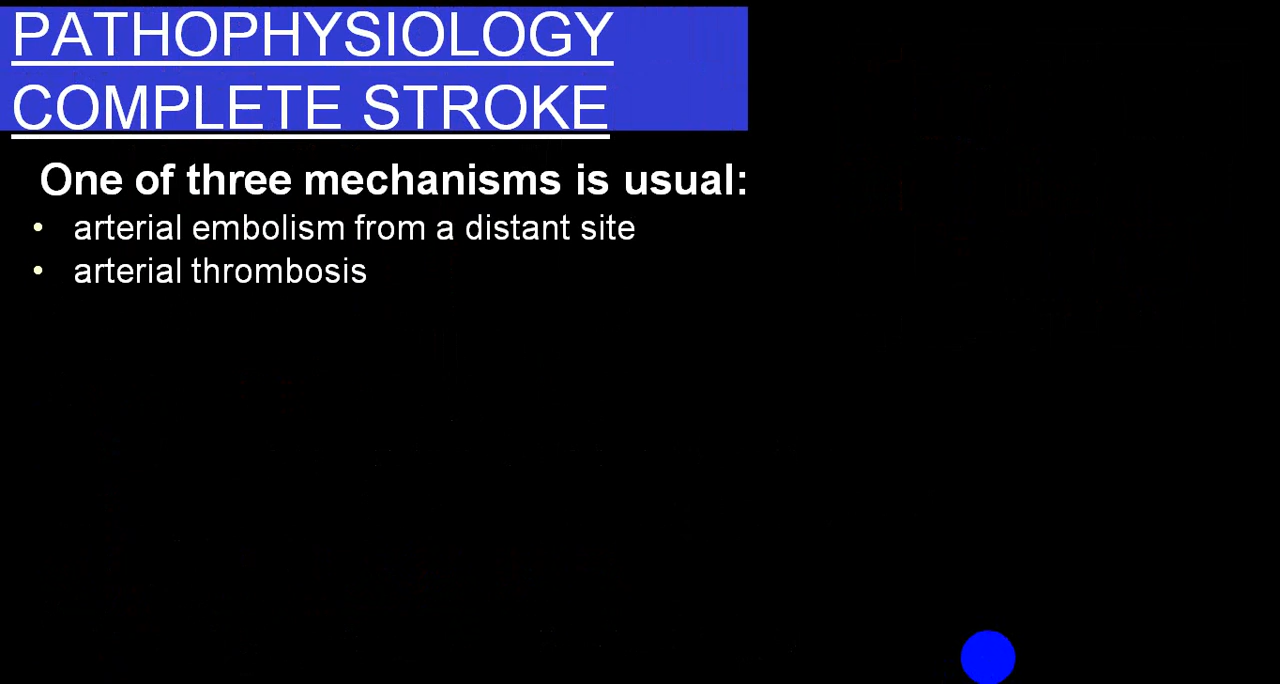 PATHOPHYSIOLOGY
COMPLETE STROKE
One of three mechanisms is usual:
• arterial embolism from a distant site
• arterial thrombosis